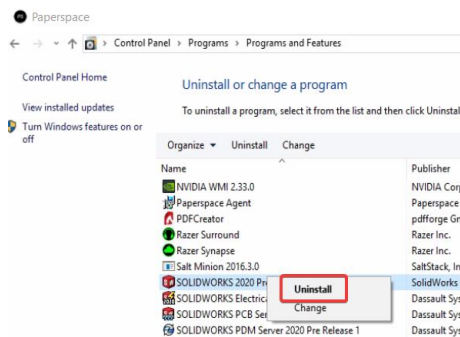 Paperspace
Control Panel > Programs > Programs and Features
Control Panel Home
Uninstall or change a program
View installed updates
To uninstall a program, select it from the list and then click Uninstal
Turn Windows features on or
off
Organize Uninstall Change
Name Publisher
NVIDIA WMI 2.33.0 NVIDIA Corp
Paperspace Agent Paperspace
PDFCreator pdfforge Gm
Razer Surround Razer Inc.
Razer Synapse Razer Inc.
Salt Minion 2016.3.0 SaltStack, In
SOLIDWORKS 2020 Pr SolidWorks
Uninstall
SOLIDWORKS Electrica Dassault Sys
Change
SOLIDWORKS PCB Ser Dassault Sys
SOLIDWORKS PDM Server 2020 Pre Release 1 Dassault Sys